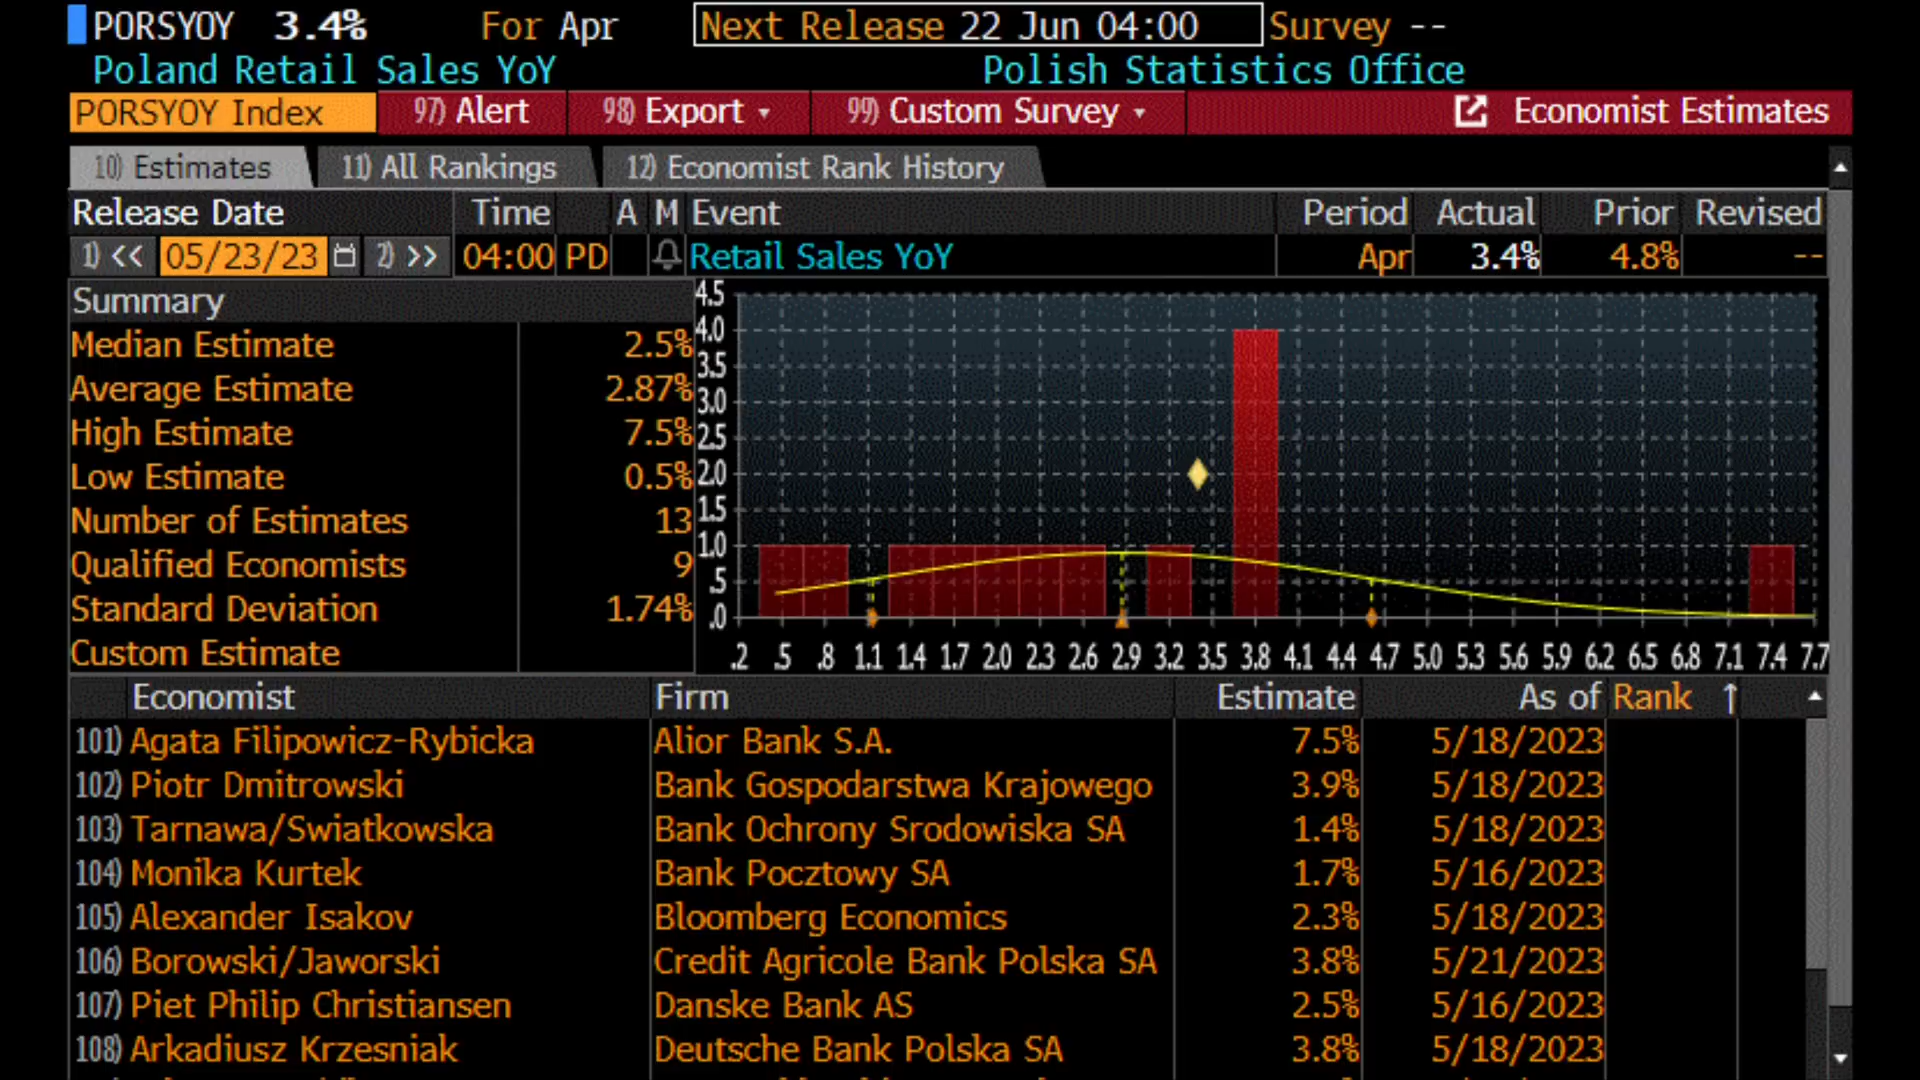 PORSYOY 3.4% For Apr Next Release 22 Jun 04:00 Survey --
Poland Retail Sales YoY Polish Statistics Office
PORSYOY Index 97) Alert 98) Export 99) Custom Survey Economist Estimates
10) Estimates 11) All Rankings 12) Economist Rank History
Release Date Time A M Event Period Actual Prior Revised
1) << 05/23/23 2) >> 04:00 PD Retail Sales YoY Apr 3.4% 4.8% --
Summary
Median Estimate 2.5%
Average Estimate 2.87%
High Estimate 7.5%
Low Estimate 0.5%
Number of Estimates 13
Qualified Economists 9
Standard Deviation 1.74%
Custom Estimate
4.5
4.0
3.5
3.0
2.5
2.0
1.5
1.0
.5
.0
.2 .5 .8 1.1 1.4 1.7 2.0 2.3 2.6 2.9 3.2 3.5 3.8 4.1 4.4 4.7 5.0 5.3 5.6 5.9 6.2 6.5 6.8 7.1 7.4 7.7
Economist Firm Estimate As of Rank ↑
101) Agata Filipowicz-Rybicka Alior Bank S.A. 7.5% 5/18/2023
102) Piotr Dmitrowski Bank Gospodarstwa Krajowego 3.9% 5/18/2023
103) Tarnawa/Swiatkowska Bank Ochrony Srodowiska SA 1.4% 5/18/2023
104) Monika Kurtek Bank Pocztowy SA 1.7% 5/16/2023
105) Alexander Isakov Bloomberg Economics 2.3% 5/18/2023
106) Borowski/Jaworski Credit Agricole Bank Polska SA 3.8% 5/21/2023
107) Piet Philip Christiansen Danske Bank AS 2.5% 5/16/2023
108) Arkadiusz Krzesniak Deutsche Bank Polska SA 3.8% 5/18/2023